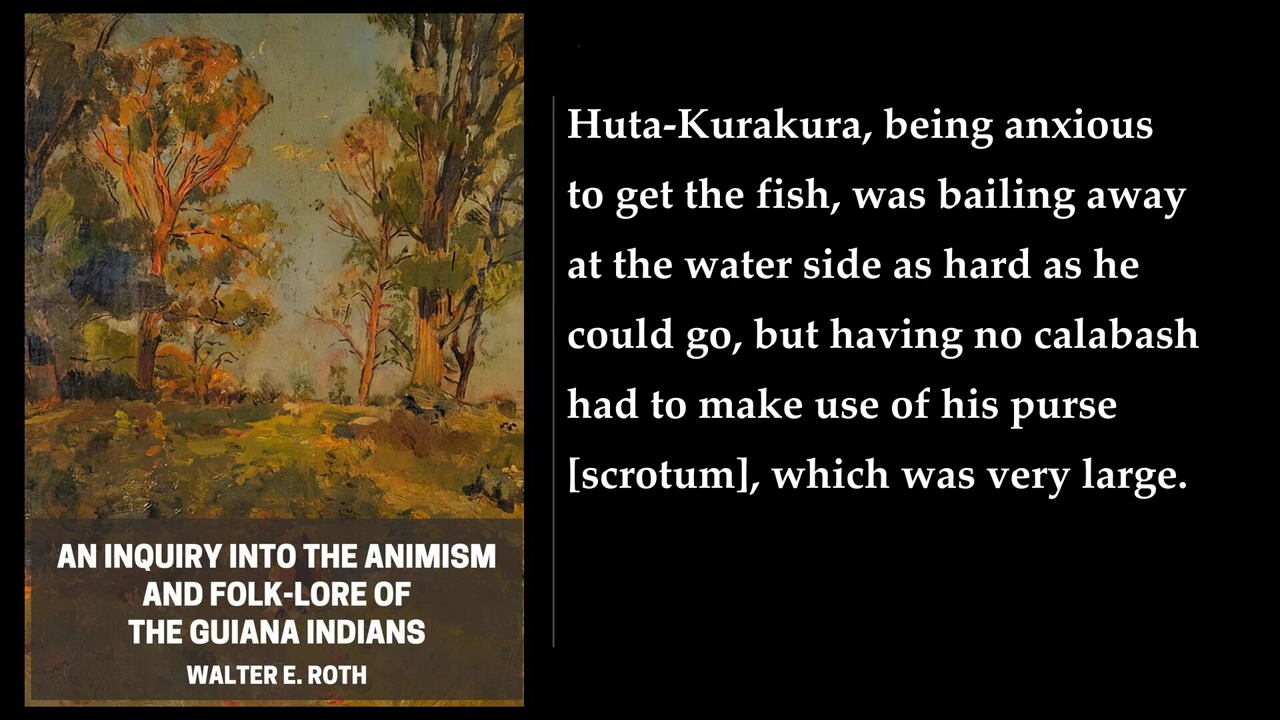 AN INQUIRY INTO THE ANIMISM
AND FOLK-LORE OF
THE GUIANA INDIANS
WALTER E. ROTH
Huta-Kurakura, being anxious
to get the fish, was bailing away
at the water side as hard as he
could go, but having no calabash
had to make use of his purse
[scrotum], which was very large.